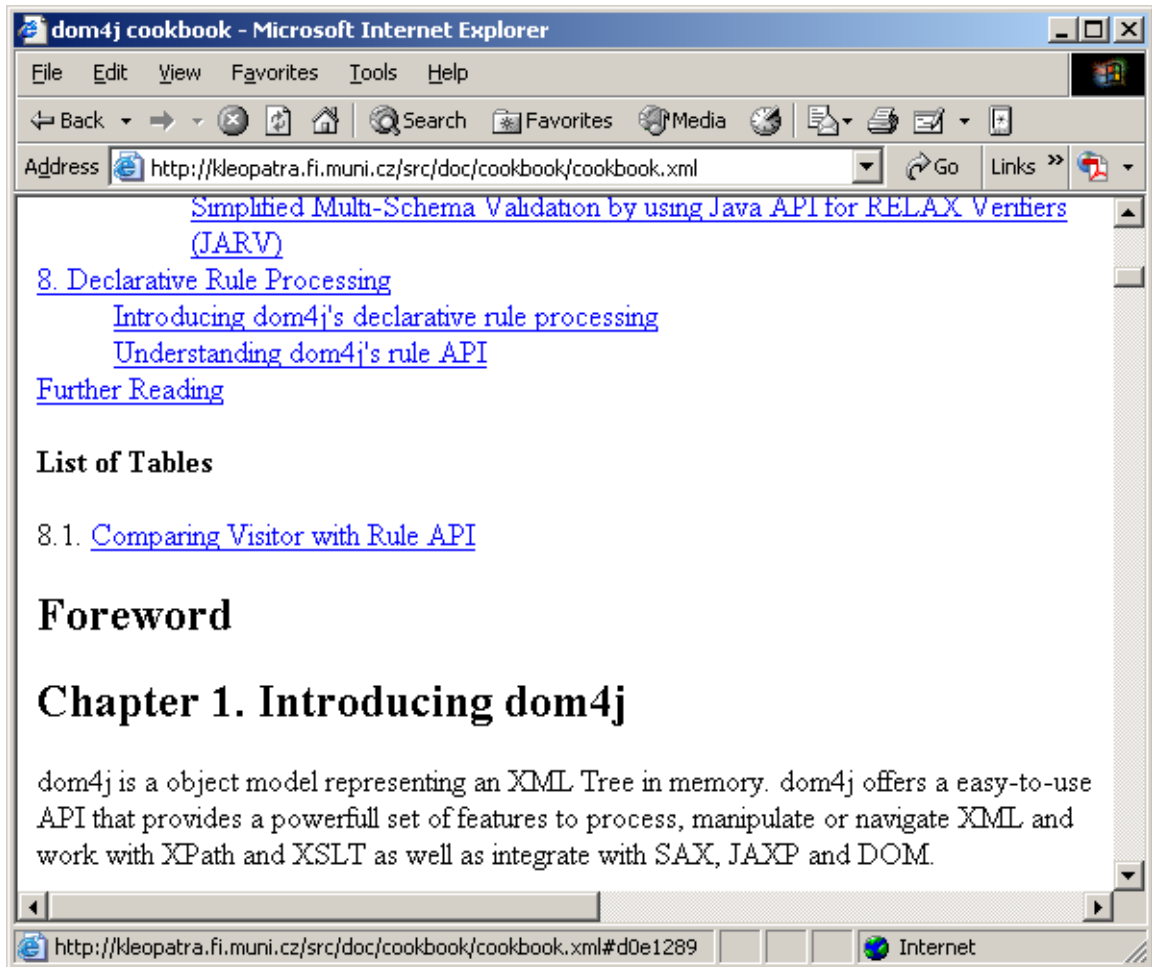 dom4j cookbook - Microsoft Internet Explorer
File Edit View Favorites Tools Help
Back Search Favorites Media
Address http://kleopatra.fi.muni.cz/src/doc/cookbook/cookbook.xml Go Links »
Simplified Multi-Schema Validation by using Java API for RELAX Verifiers
(JARV)
8. Declarative Rule Processing
Introducing dom4j's declarative rule processing
Understanding dom4j's rule API
Further Reading
List of Tables
8.1. Comparing Visitor with Rule API
Foreword
Chapter 1. Introducing dom4j
dom4j is a object model representing an XML Tree in memory. dom4j offers a easy-to-use
API that provides a powerfull set of features to process, manipulate or navigate XML and
work with XPath and XSLT as well as integrate with SAX, JAXP and DOM.
http://kleopatra.fi.muni.cz/src/doc/cookbook/cookbook.xml#d0e1289 Internet